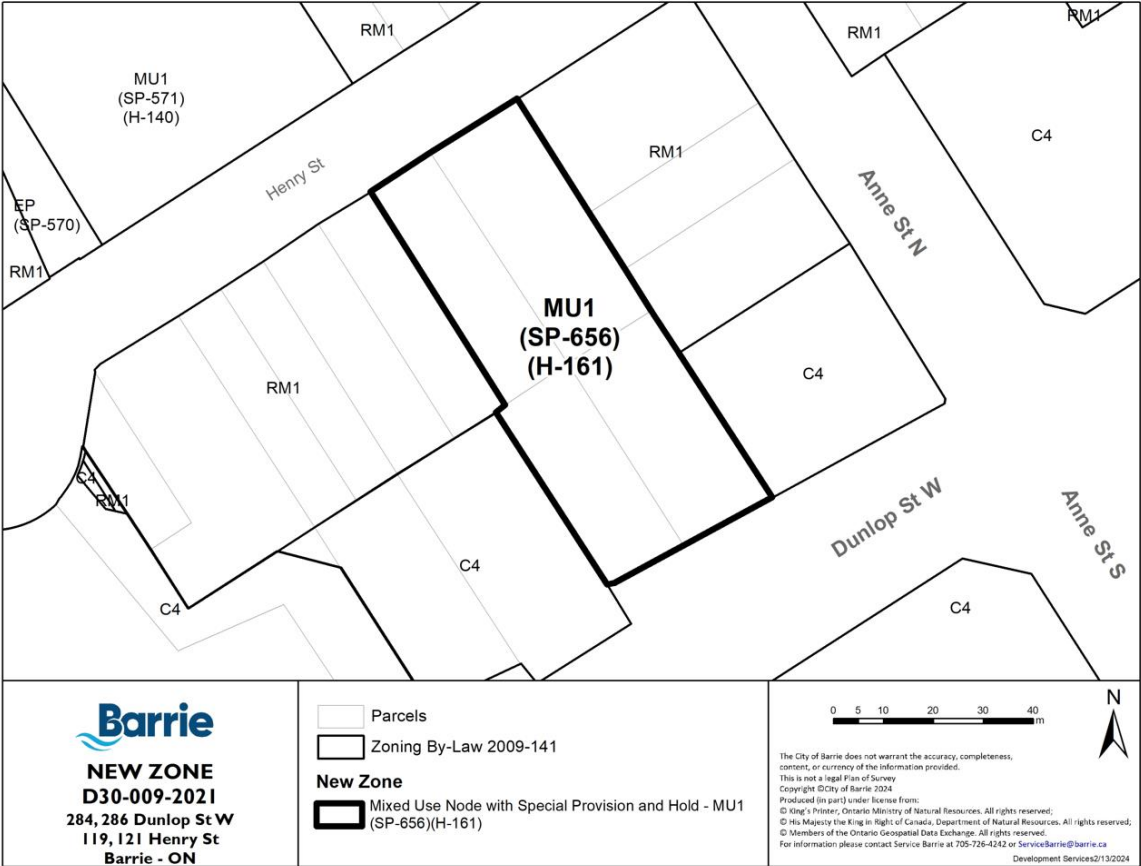 RM1
RM1
RM1
MU1
(SP-571)
(H-140)
C4
Henry St
RM1
Anne St N
EP
(SP-570)
RM1
MU1
(SP-656)
(H-161)
C4
RM1
C4
RM1
Dunlop St W
Anne St S
C4
C4
C4
Barrie
NEW ZONE
D30-009-2021
284, 286 Dunlop St W
119, 121 Henry St
Barrie - ON
Parcels
Zoning By-Law 2009-141
New Zone
Mixed Use Node with Special Provision and Hold - MU1
(SP-656)(H-161)
0 5 10 20 30 40
m
N
The City of Barrie does not warrant the accuracy, completeness,
content, or currency of the information provided.
This is not a legal Plan of Survey
Copyright ©City of Barrie 2024
Produced (in part) under license from:
© King's Printer, Ontario Ministry of Natural Resources. All rights reserved;
© His Majesty the King in Right of Canada, Department of Natural Resources. All rights reserved;
© Members of the Ontario Geospatial Data Exchange. All rights reserved.
For information please contact Service Barrie at 705-726-4242 or ServiceBarrie@barrie.ca
Development Services2/13/2024